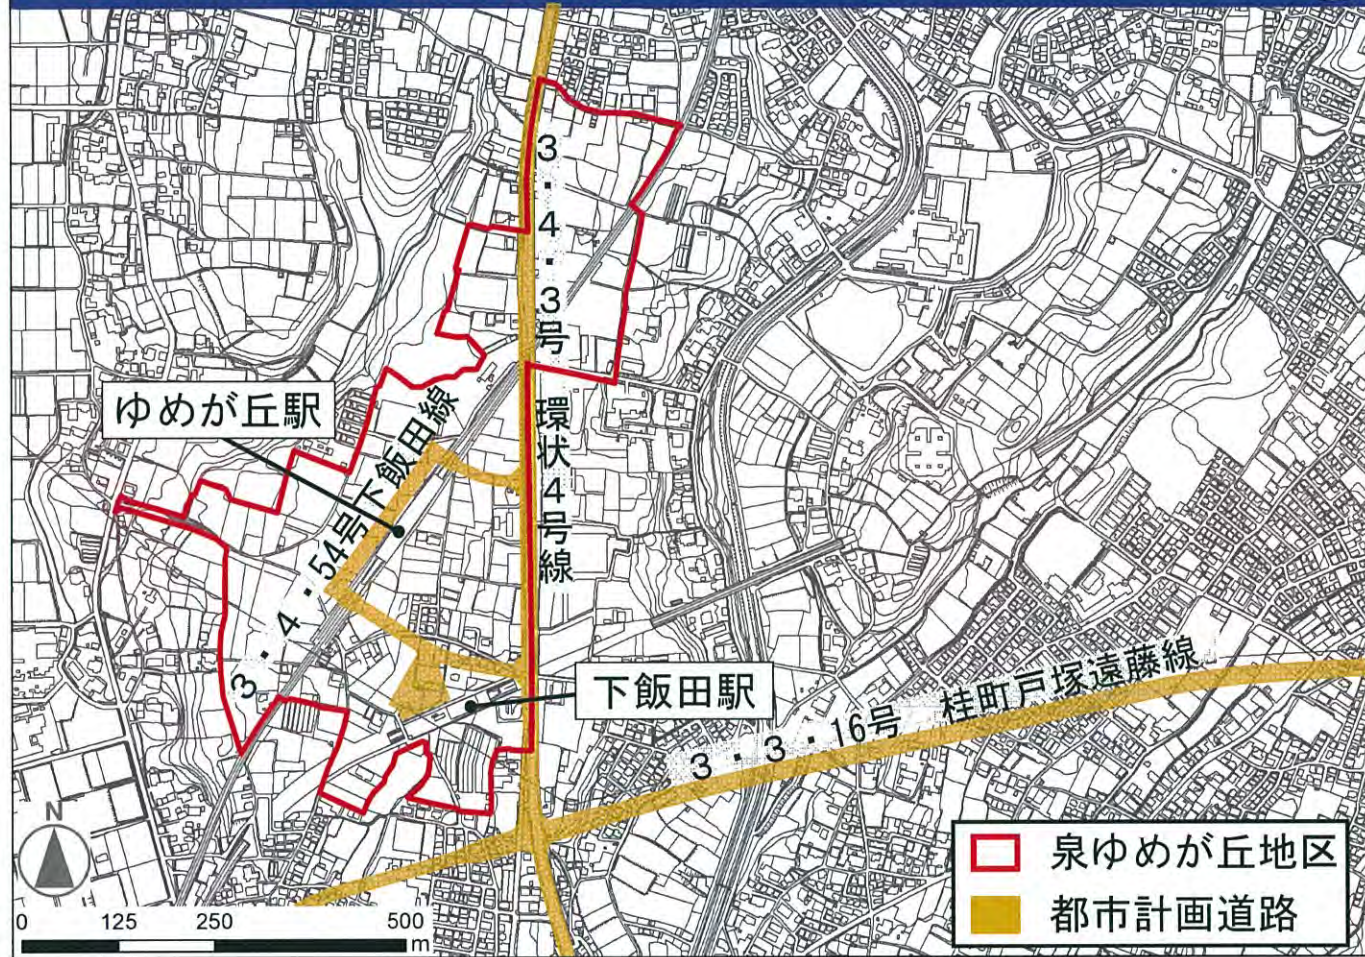 3・4・3号 環状4号線
ゆめが丘駅
3・4・54号下飯田線
下飯田駅
3・3・16号 桂町戸塚遠藤線
N
0 125 250 500
m
泉ゆめが丘地区
都市計画道路